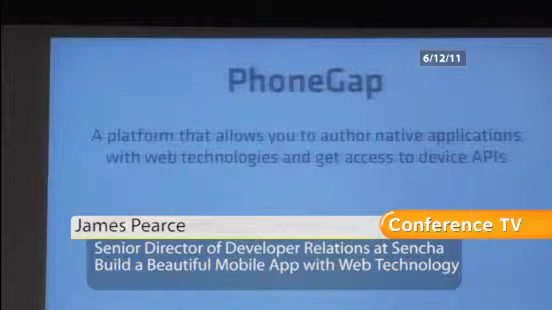 6/12/11
PhoneGap
A platform that allows you to author native applications
with web technologies and get access to device APIs
James Pearce
Conference TV
Senior Director of Developer Relations at Sencha
Build a Beautiful Mobile App with Web Technology